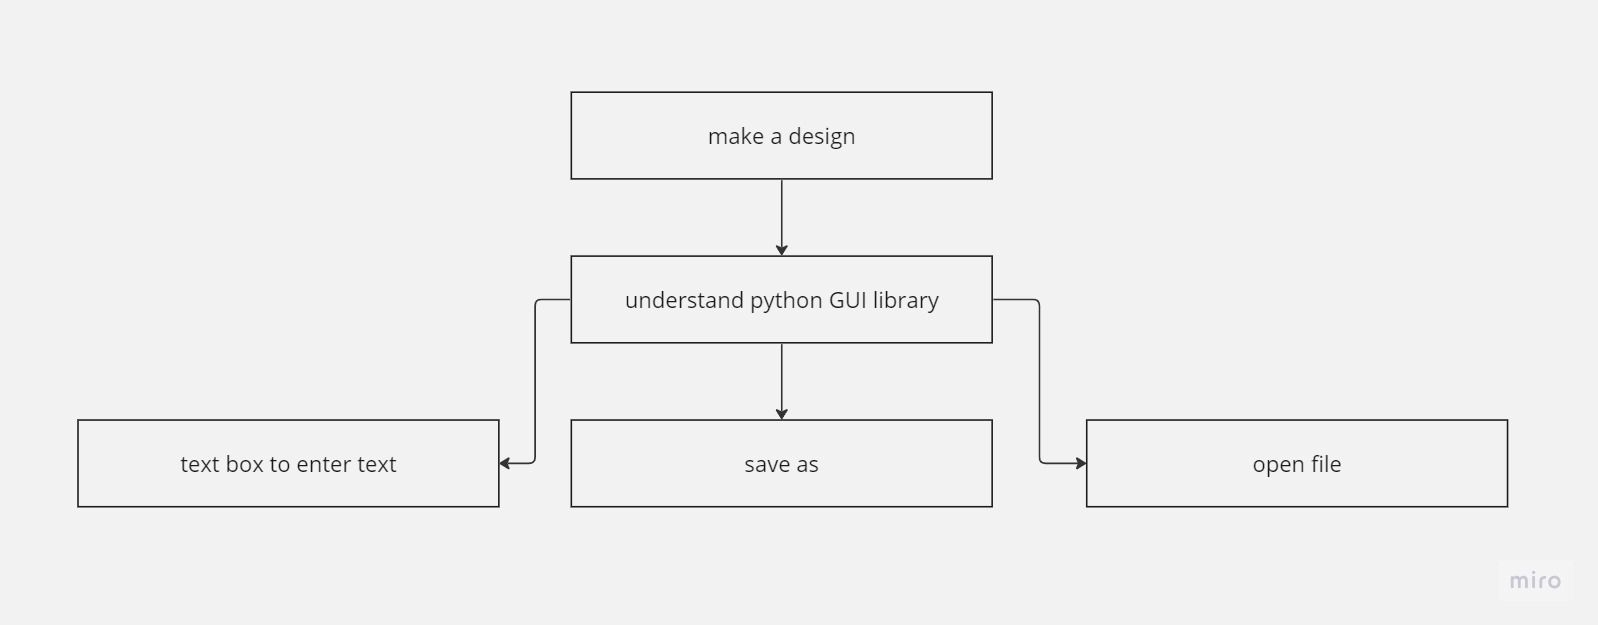 make a design
understand python GUI library
text box to enter text
save as
open file
miro